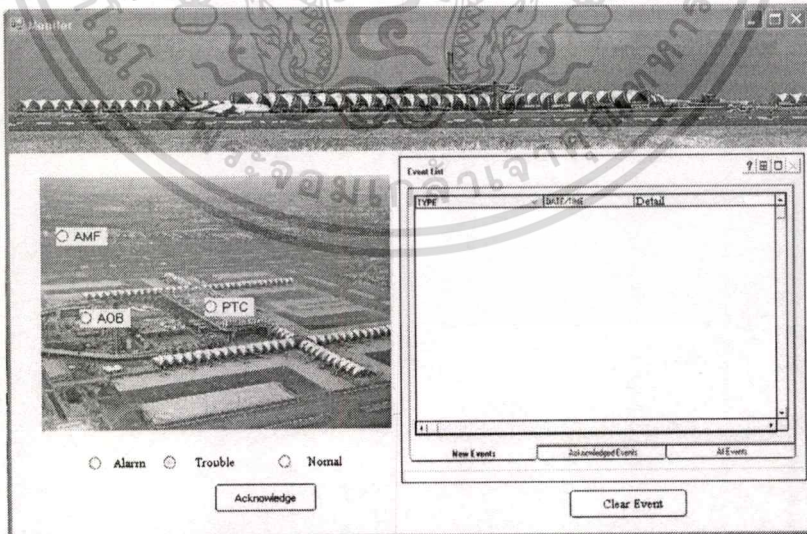 Monitor
Event List
TYPE DATE/TIME Detail
AMF
AOB
PTC
Alarm Trouble Nomal
Acknowledge
New Events Acknowledged Events All Events
Clear Event